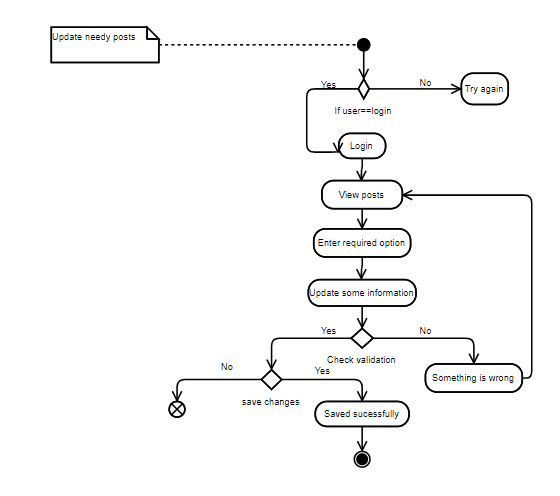 Update needy posts
Yes
No
Try again
If user==login
Login
View posts
Enter required option
Update some information
Yes
No
Check validation
No
Yes
Something is wrong
save changes
Saved sucessfully